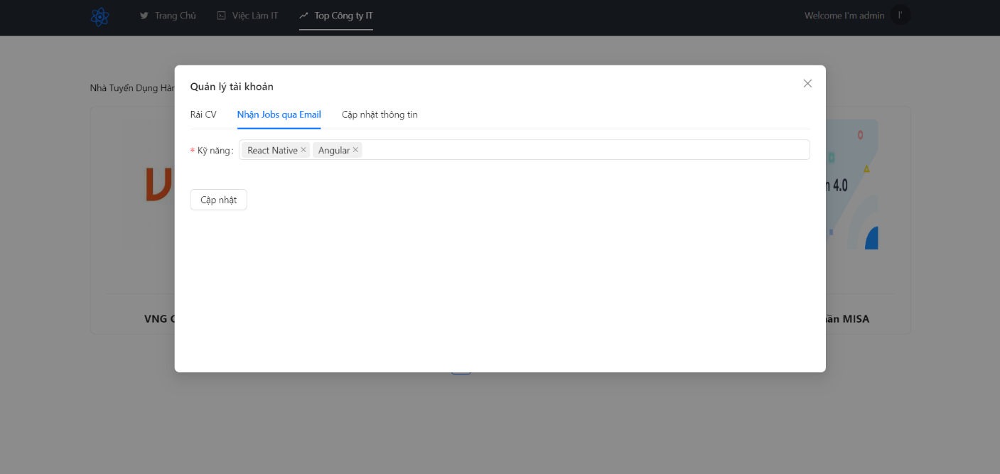 Trang Chủ Việc Làm IT Top Công ty IT Welcome I'm admin I'
Nhà Tuyển Dụng
Quản lý tài khoản
Rải CV Nhận Jobs qua Email Cập nhật thông tin
* Kỹ năng: React Native Angular
4.0
Cập nhật
VNG MISA